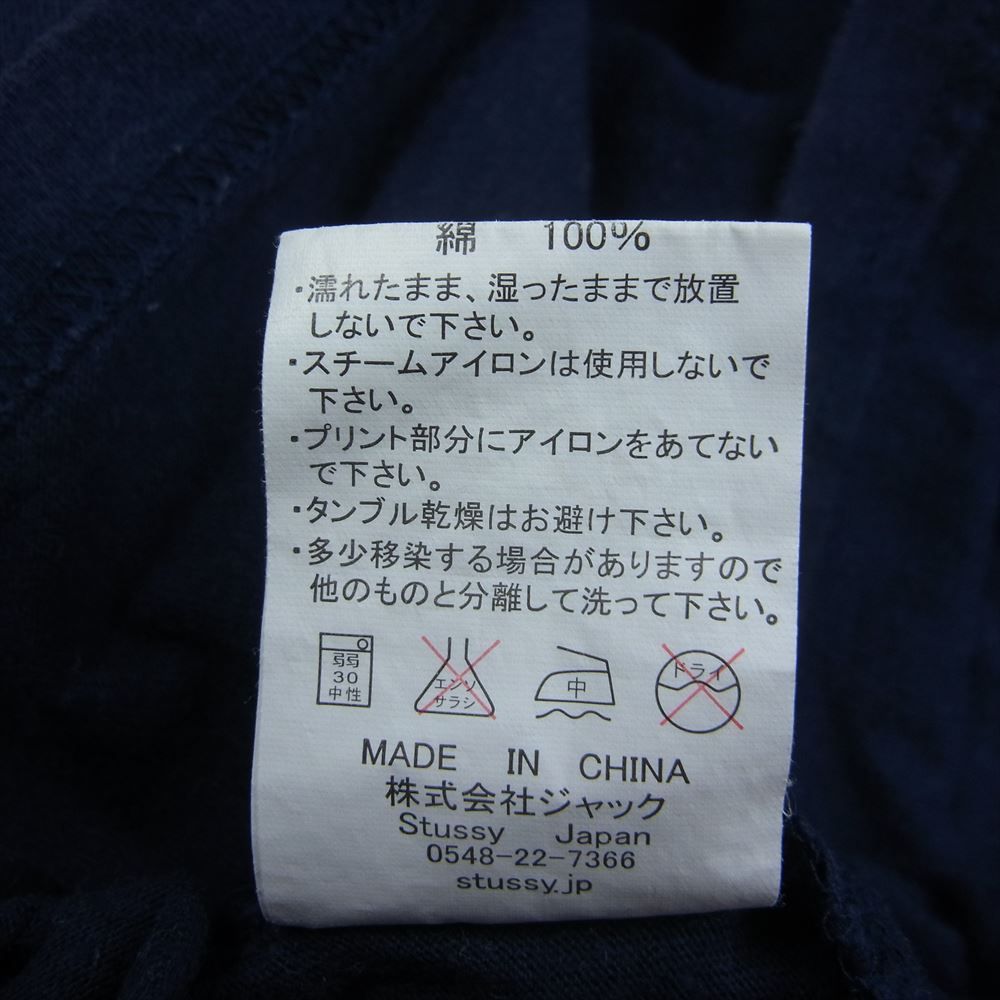 綿 100%
・濡れたまま、湿ったままで放置
しないで下さい。
・スチームアイロンは使用しないで
下さい。
・プリント部分にアイロンをあてない
で下さい。
・タンブル乾燥はお避け下さい。
・多少移染する場合がありますので
他のものと分離して洗って下さい。
弱弱
30
中性
エンソ
サラシ
中
ドライ
MADE IN CHINA
株式会社ジャック
Stussy Japan
0548-22-7366
stussy.jp